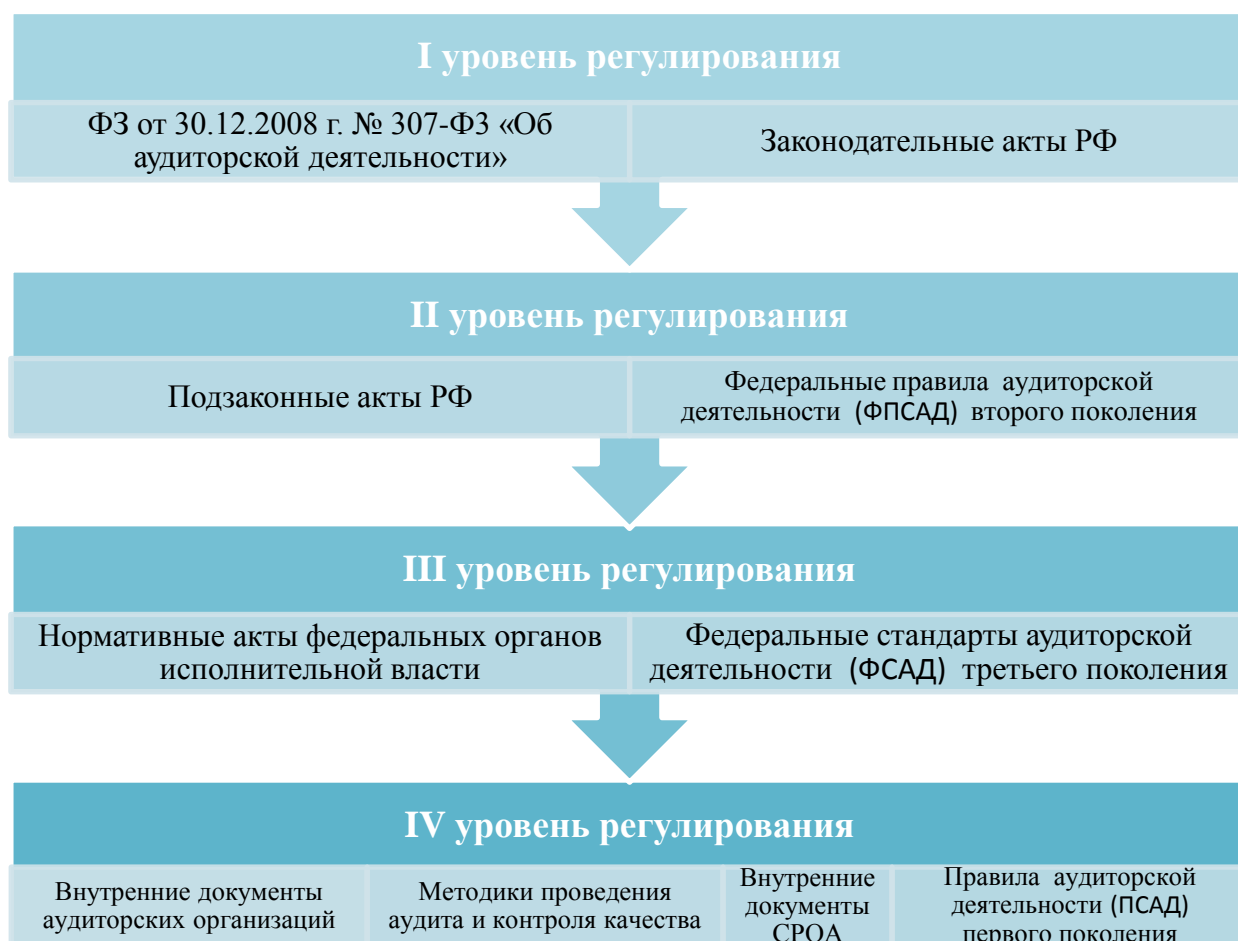 I уровень регулирования
ФЗ от 30.12.2008 г. № 307-ФЗ «Об
аудиторской деятельности»
Законодательные акты РФ
II уровень регулирования
Подзаконные акты РФ
Федеральные правила аудиторской
деятельности (ФПСАД) второго поколения
III уровень регулирования
Нормативные акты федеральных органов
исполнительной власти
Федеральные стандарты аудиторской
деятельности (ФСАД) третьего поколения
IV уровень регулирования
Внутренние документы
аудиторских организаций
Методики проведения
аудита и контроля качества
Внутренние
документы
СРОА
Правила аудиторской
деятельности (ПСАД)
первого поколения